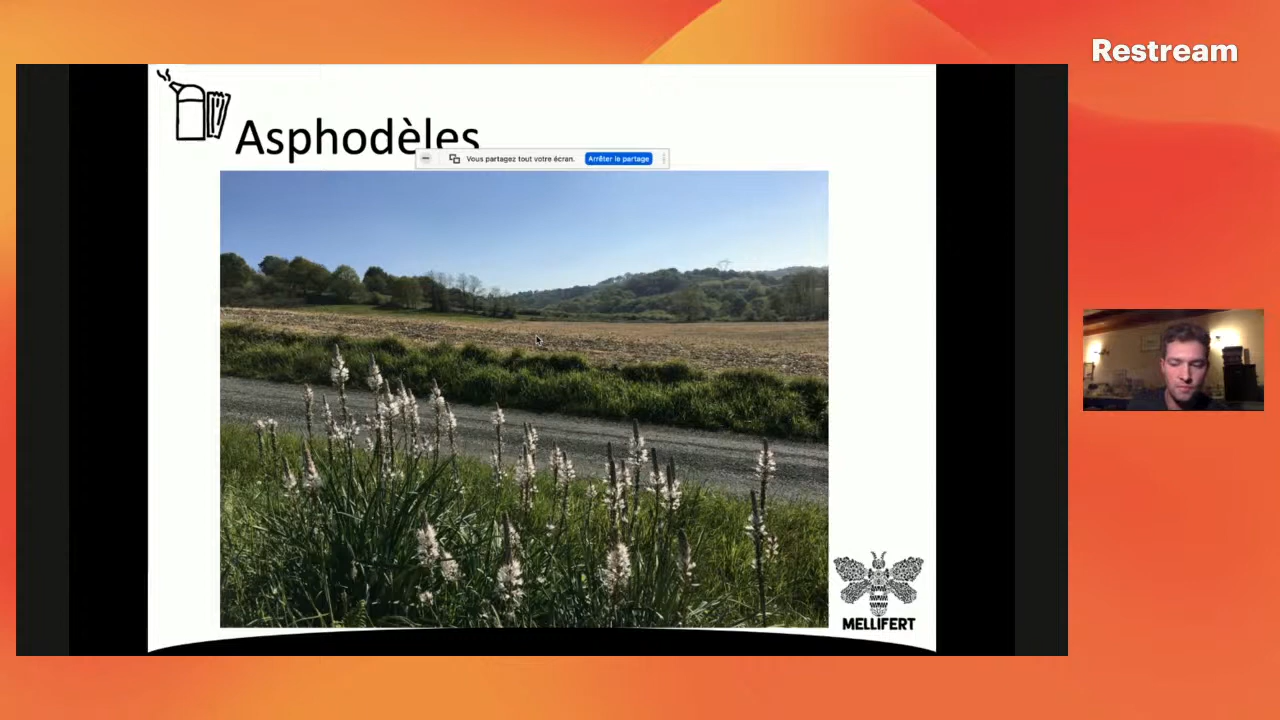 Restream
Asphodèles
Vous partagez tout votre écran. Arrêter le partage
MELLIFERT